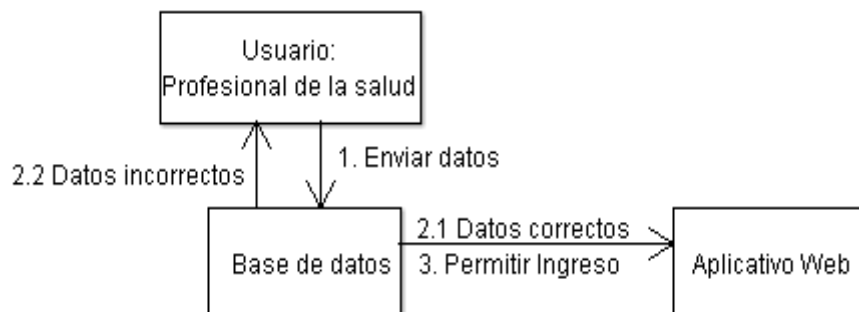 Usuario:
Profesional de la salud
2.2 Datos incorrectos
1. Enviar datos
Base de datos
2.1 Datos correctos
3. Permitir Ingreso
Aplicativo Web